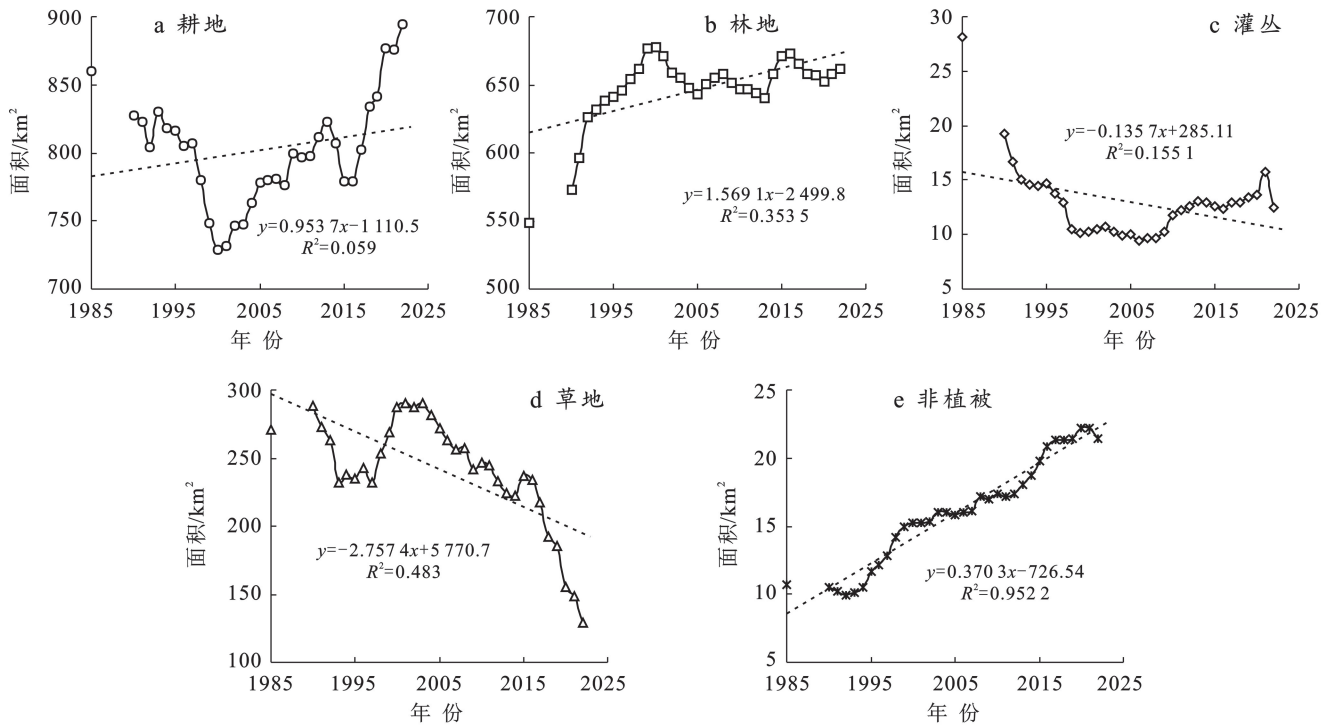 a 耕地
900
850
800
750
700
面积/km²
y=0.953 7x−1 110.5
R²=0.059
1985 1995 2005 2015 2025
年 份
b 林地
700
650
600
550
500
面积/km²
y=1.569 1x−2 499.8
R²=0.353 5
1985 1995 2005 2015 2025
年 份
c 灌丛
30
25
20
15
10
5
面积/km²
y=−0.135 7x+285.11
R²=0.155 1
1985 1995 2005 2015 2025
年 份
d 草地
300
250
200
150
100
面积/km²
y=−2.757 4x+5 770.7
R²=0.483
1985 1995 2005 2015 2025
年 份
e 非植被
25
20
15
10
5
面积/km²
y=0.370 3x−726.54
R²=0.952 2
1985 1995 2005 2015 2025
年 份